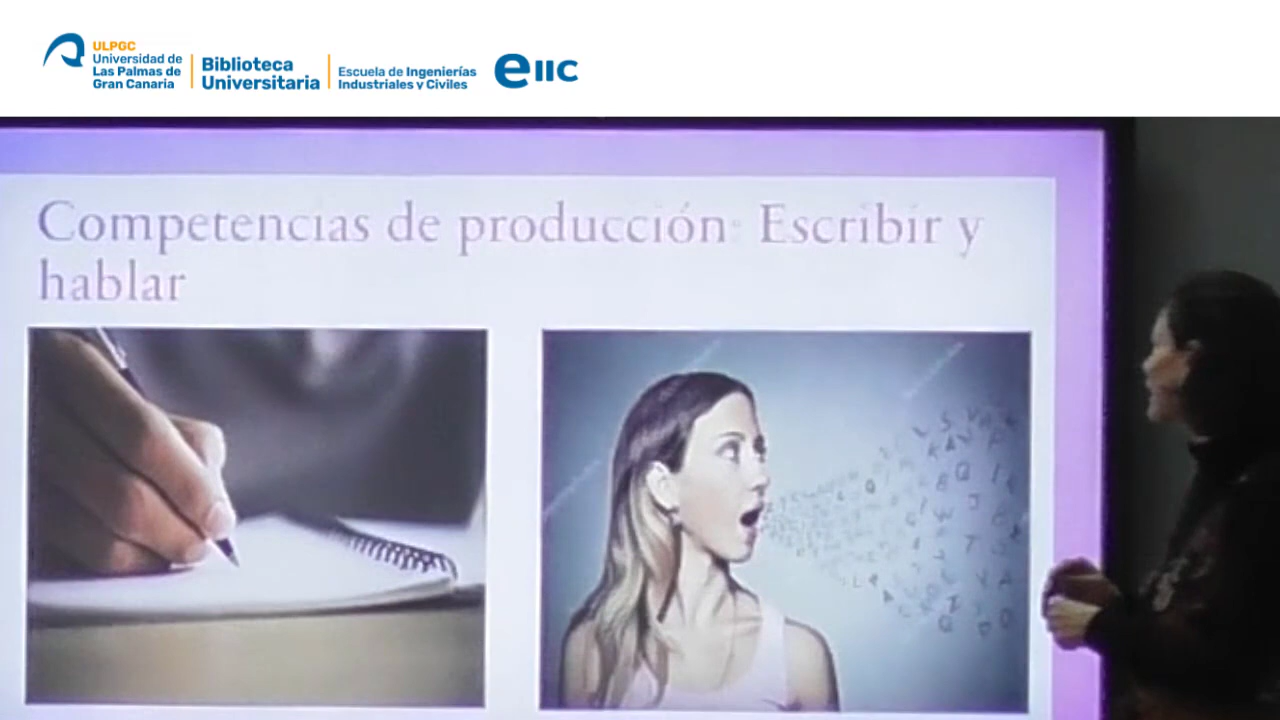 ULPGC
Universidad de
Las Palmas de
Gran Canaria
Biblioteca
Universitaria
Escuela de Ingenierías
Industriales y Civiles
eiic
Competencias de producción: Escribir y
hablar